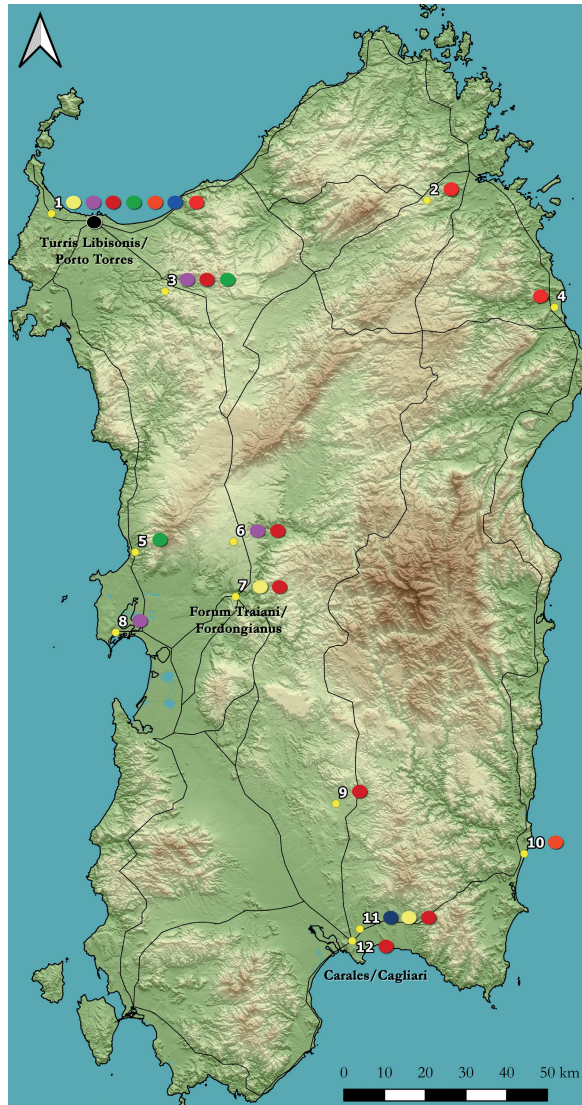 1
2
Turris Libisonis/
Porto Torres
3
4
5
6
7
Forum Traiani/
Fordongianus
8
9
10
11
12
Carales/Cagliari
0 10 20 30 40 50 km